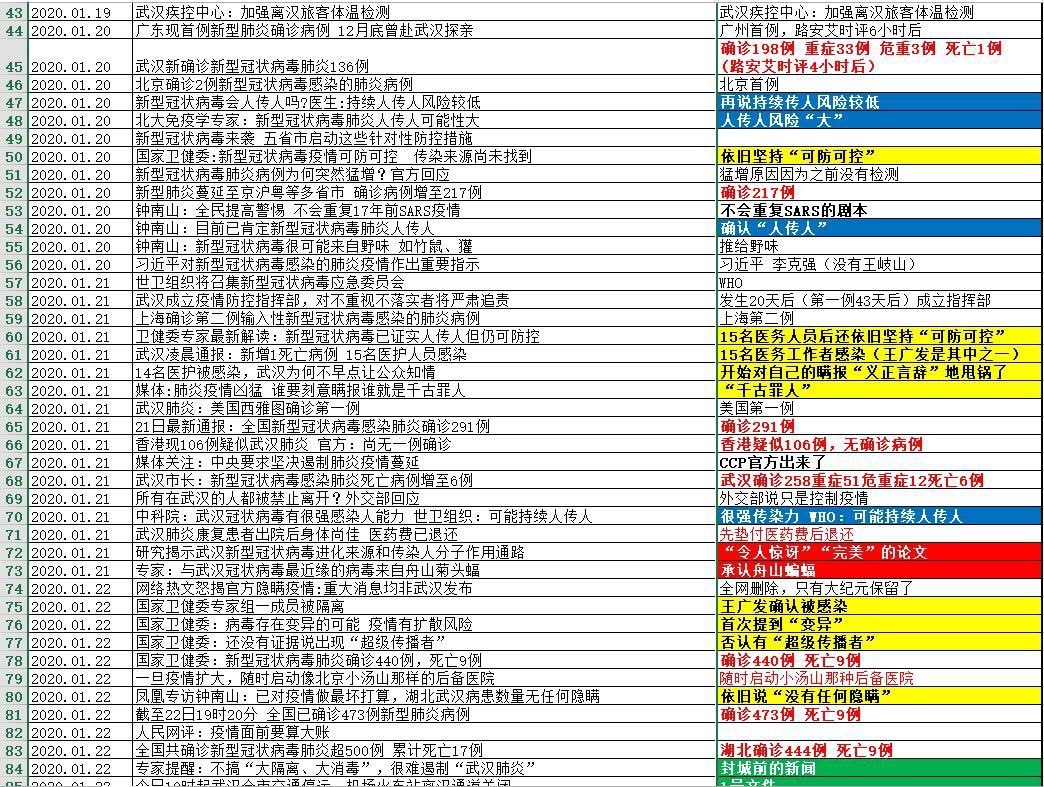 43 2020.01.19 武汉疾控中心：加强离汉旅客体温检测 武汉疾控中心：加强离汉旅客体温检测
44 2020.01.20 广东现首例新型肺炎确诊病例 12月底曾赴武汉探亲 广州首例，路安艾时评6小时后
确诊198例 重症33例 危重3例 死亡1例
45 2020.01.20 武汉新确诊新型冠状病毒肺炎136例 （路安艾时评4小时后）
46 2020.01.20 北京确诊2例新型冠状病毒感染的肺炎病例 北京首例
47 2020.01.20 新型冠状病毒会人传人吗?医生:持续人传人风险较低 再说持续传人风险较低
48 2020.01.20 北大免疫学专家：新型冠状病毒肺炎人传人可能性大 人传人风险“大”
49 2020.01.20 新型冠状病毒来袭 五省市启动这些针对性防控措施
50 2020.01.20 国家卫健委:新型冠状病毒疫情可防可控 传染来源尚未找到 依旧坚持“可防可控”
51 2020.01.20 新型冠状病毒肺炎病例为何突然猛增？官方回应 猛增原因因为之前没有检测
52 2020.01.20 新型肺炎蔓延至京沪粤等多省市 确诊病例增至217例 确诊217例
53 2020.01.20 钟南山：全民提高警惕 不会重复17年前SARS疫情 不会重复SARS的剧本
54 2020.01.20 钟南山：目前已肯定新型冠状病毒肺炎人传人 确认“人传人”
55 2020.01.20 钟南山：新型冠状病毒很可能来自野味 如竹鼠、獾 推给野味
56 2020.01.20 习近平对新型冠状病毒感染的肺炎疫情作出重要指示 习近平 李克强（没有王岐山）
57 2020.01.21 世卫组织将召集新型冠状病毒应急委员会 WHO
58 2020.01.21 武汉成立疫情防控指挥部，对不重视不落实者将严肃追责 发生20天后（第一例43天后）成立指挥部
59 2020.01.21 上海确诊第二例输入性新型冠状病毒感染的肺炎病例 上海第二例
60 2020.01.21 卫健委专家最新解读：新型冠状病毒已证实人传人但仍可防控 15名医务人员后还依旧坚持“可防可控”
61 2020.01.21 武汉凌晨通报：新增1死亡病例 15名医护人员感染 15名医务工作者感染（王广发是其中之一）
62 2020.01.21 14名医护被感染，武汉为何不早点让公众知情 开始对自己的瞒报“义正言辞”地甩锅了
63 2020.01.21 媒体:肺炎疫情凶猛 谁要刻意瞒报谁就是千古罪人 “千古罪人”
64 2020.01.21 武汉肺炎：美国西雅图确诊第一例 美国第一例
65 2020.01.21 21日最新通报：全国新型冠状病毒感染肺炎确诊291例 确诊291例
66 2020.01.21 香港现106例疑似武汉肺炎 官方：尚无一例确诊 香港疑似106例，无确诊病例
67 2020.01.21 媒体关注：中央要求坚决遏制肺炎疫情蔓延 CCP官方出来了
68 2020.01.21 武汉市长：新型冠状病毒感染肺炎死亡病例增至6例 武汉确诊258重症51危重症12死亡6例
69 2020.01.21 所有在武汉的人都被禁止离开？外交部回应 外交部说只是控制疫情
70 2020.01.21 中科院：武汉冠状病毒有很强感染人能力 世卫组织：可能持续人传人 很强传染力 WHO：可能持续人传人
71 2020.01.21 武汉肺炎康复患者出院后身体尚佳 医药费已退还 先垫付医药费后退还
72 2020.01.21 研究揭示武汉新型冠状病毒进化来源和传染人分子作用通路 “令人惊讶”“完美”的论文
73 2020.01.21 专家：与武汉冠状病毒最近缘的病毒来自舟山菊头蝠 承认舟山蝙蝠
74 2020.01.22 网络热文怒揭官方隐瞒疫情:重大消息均非武汉发布 全网删除，只有大纪元保留了
75 2020.01.22 国家卫健委专家组一成员被隔离 王广发确认被感染
76 2020.01.22 国家卫健委：病毒存在变异的可能 疫情有扩散风险 首次提到“变异”
77 2020.01.22 国家卫健委：还没有证据说出现“超级传播者” 否认有“超级传播者”
78 2020.01.22 国家卫健委：新型冠状病毒肺炎确诊440例，死亡9例 确诊440例 死亡9例
79 2020.01.22 一旦疫情扩大，随时启动像北京小汤山那样的后备医院 随时启动小汤山那种后备医院
80 2020.01.22 凤凰专访钟南山：已对疫情做最坏打算，湖北武汉病患数量无任何隐瞒 依旧说“没有任何隐瞒”
81 2020.01.22 截至22日19时20分 全国已确诊473例新型肺炎病例 确诊473例 死亡9例
82 2020.01.22 人民网评：疫情面前要算大账
83 2020.01.22 全国共确诊新型冠状病毒肺炎超500例 累计死亡17例 湖北确诊444例 死亡9例
84 2020.01.22 专家提醒：不搞“大隔离、大消毒”，很难遏制“武汉肺炎” 封城前的新闻